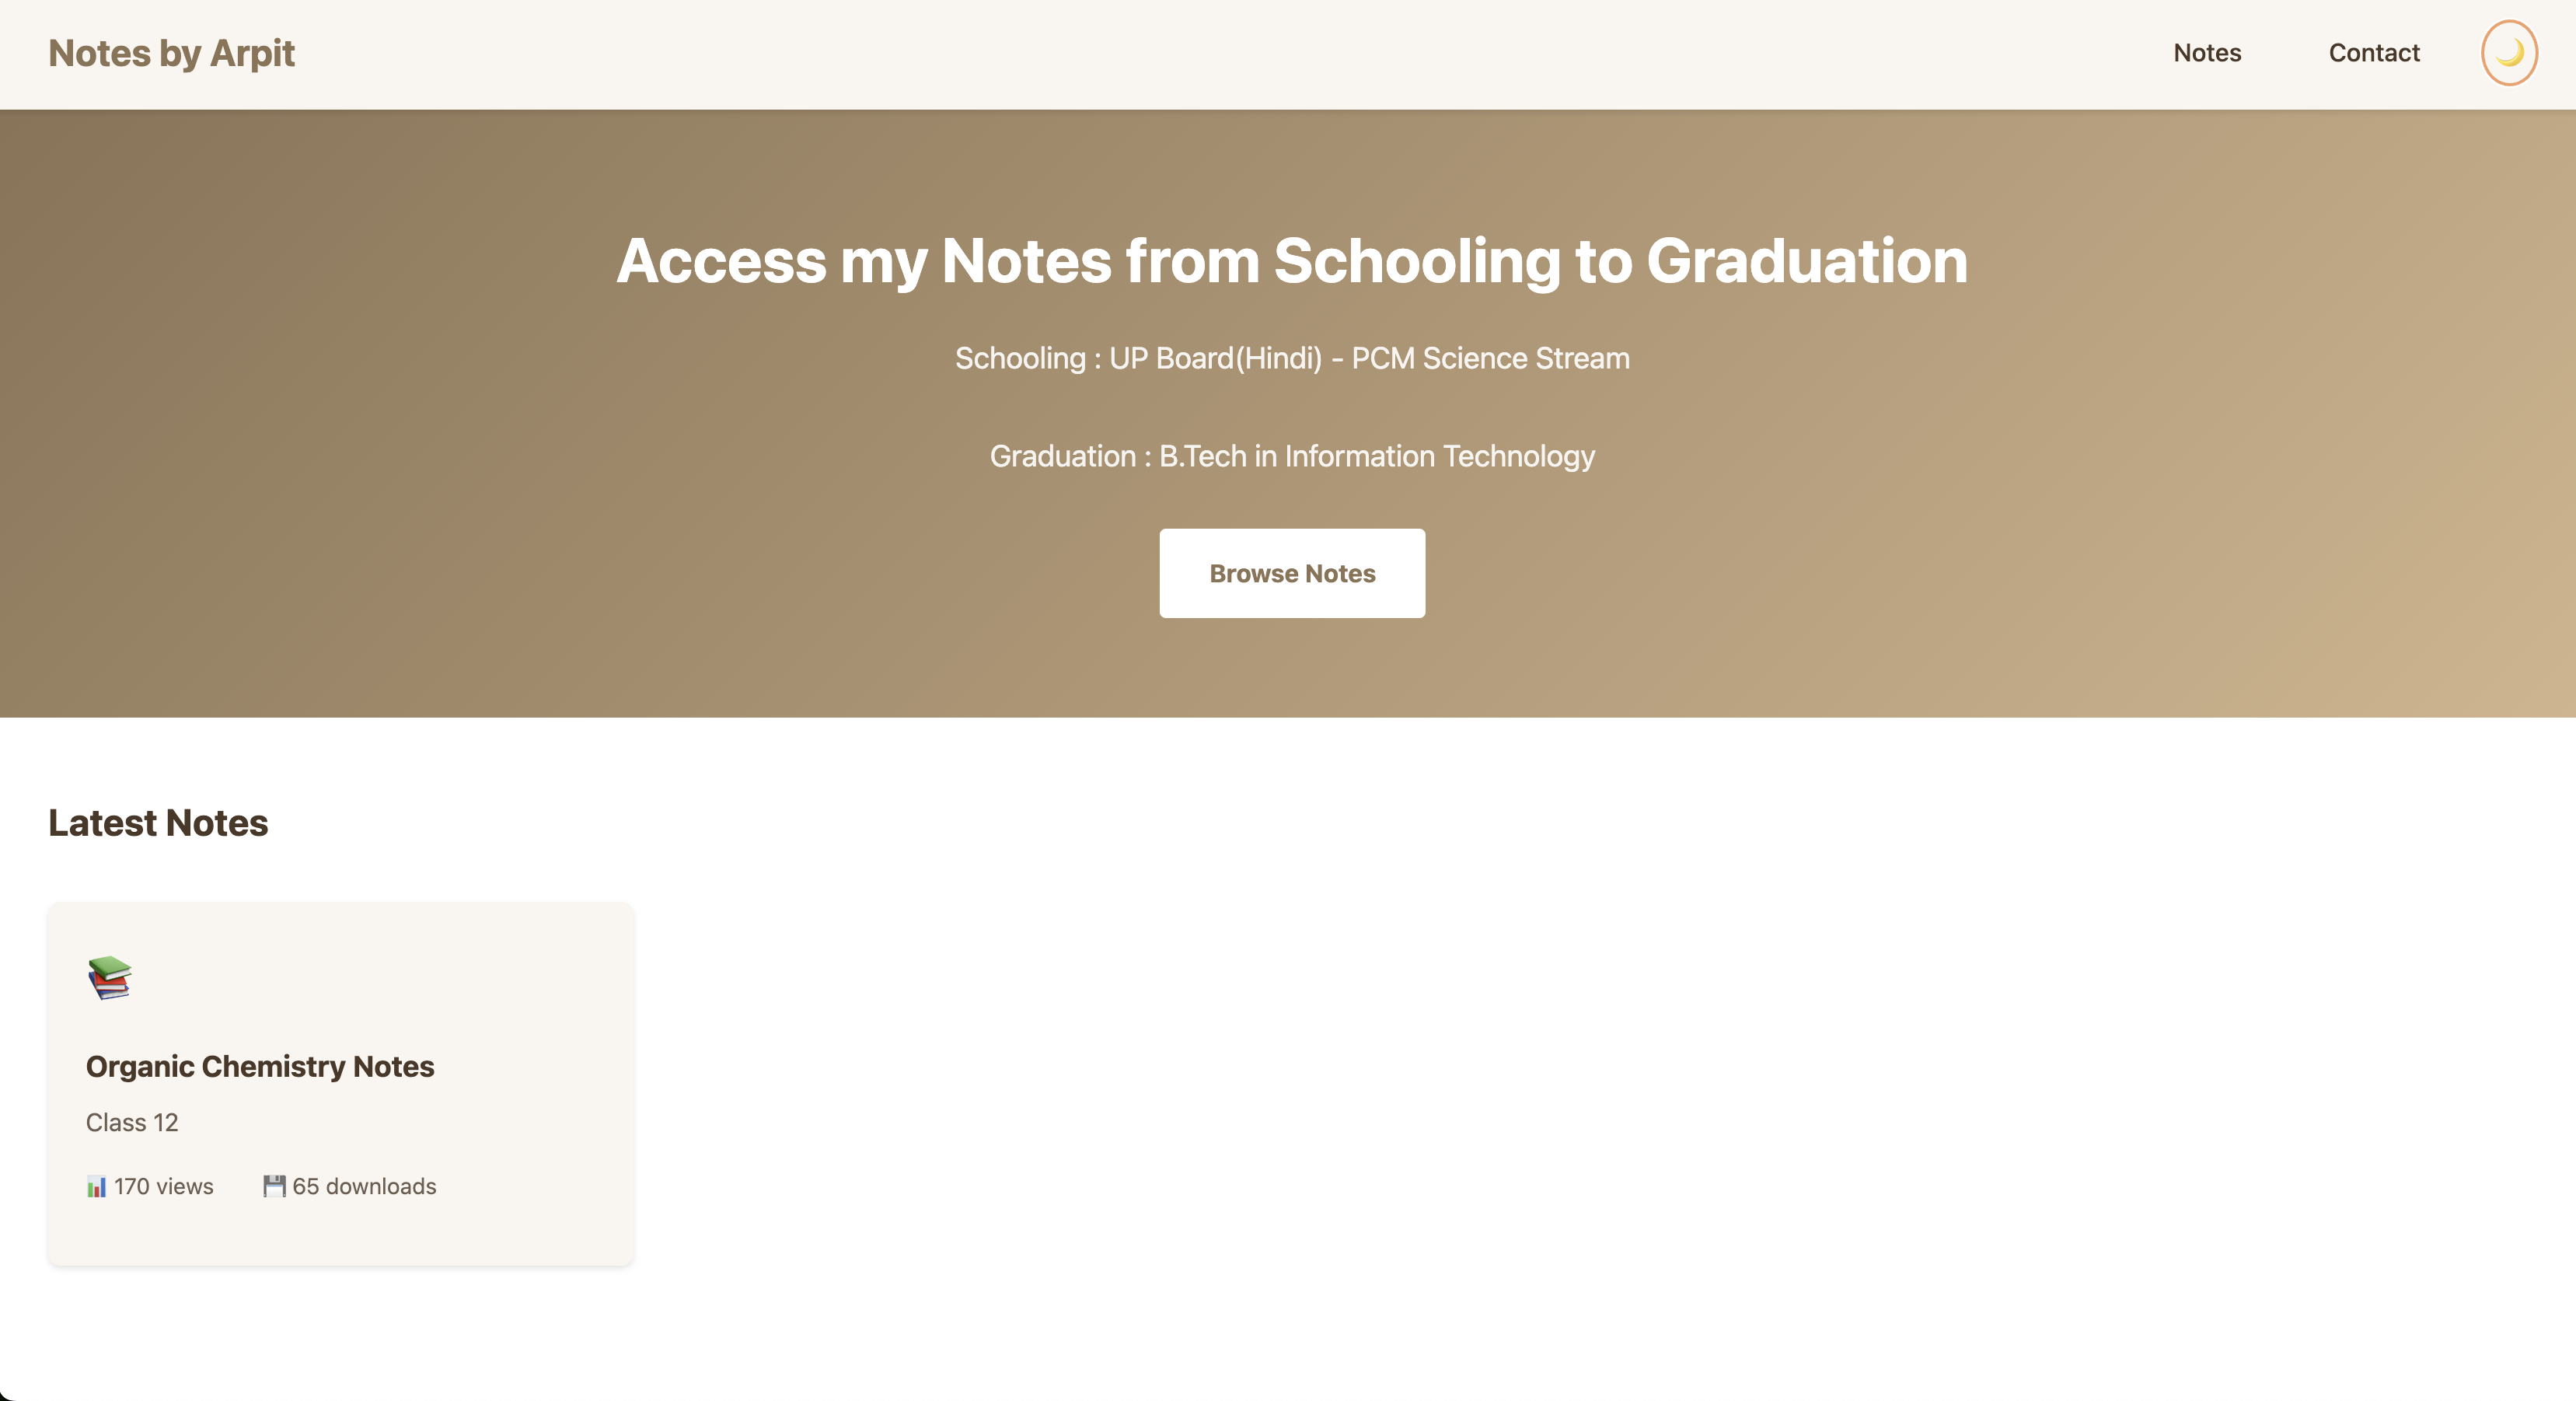 Notes by Arpit
Notes
Contact
Access my Notes from Schooling to Graduation
Schooling : UP Board(Hindi) - PCM Science Stream
Graduation : B.Tech in Information Technology
Browse Notes
Latest Notes
Organic Chemistry Notes
Class 12
170 views
65 downloads